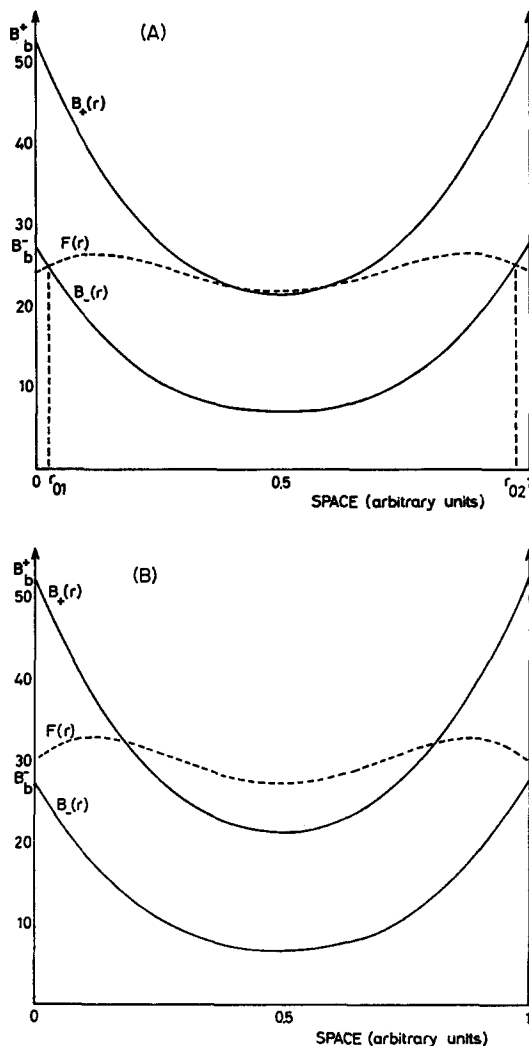 (A)
B⁺b
50
B₊(r)
40
30
B⁻b
F(r)
20
B₋(r)
10
0 r₀₁ 0.5 r₀₂ 1
SPACE (arbitrary units)
(B)
B⁺b
50
B₊(r)
40
F(r)
30
B⁻b
B₋(r)
20
10
0 0.5 1
SPACE (arbitrary units)